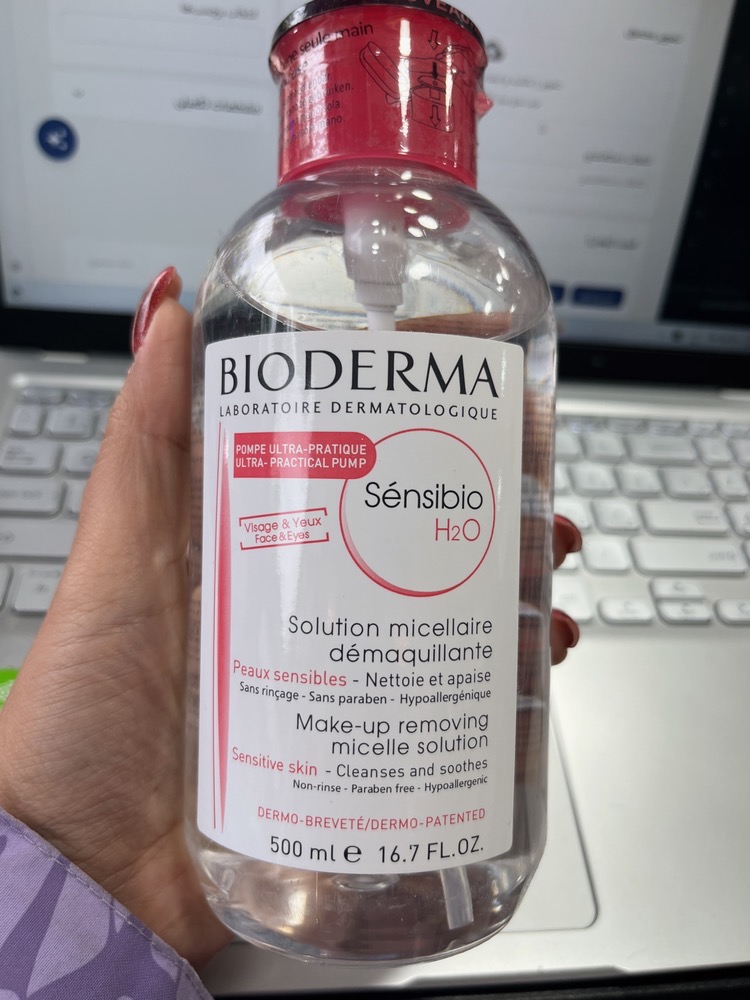 seule main
BIODERMA
LABORATOIRE DERMATOLOGIQUE
POMPE ULTRA-PRATIQUE
ULTRA- PRACTICAL PUMP
Sénsibio
H2O
Visage & Yeux
Face & Eyes
Solution micellaire
démaquillante
Peaux sensibles - Nettoie et apaise
Sans rinçage - Sans paraben - Hypoallergénique
Make-up removing
micelle solution
Sensitive skin - Cleanses and soothes
Non-rinse - Paraben free - Hypoallergenic
DERMO-BREVETÉ/DERMO-PATENTED
500 ml e 16.7 FL.OZ.